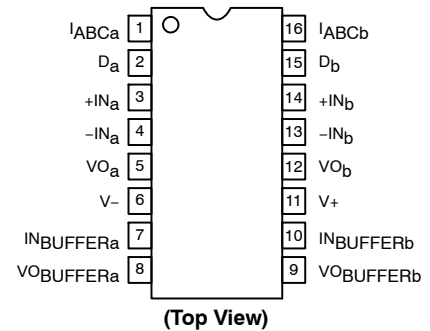 IABCa 1 16 IABCb
Da 2 15 Db
+INa 3 14 +INb
−INa 4 13 −INb
VOa 5 12 VOb
V− 6 11 V+
INBUFFERa 7 10 INBUFFERb
VOBUFFERa 8 9 VOBUFFERb
(Top View)